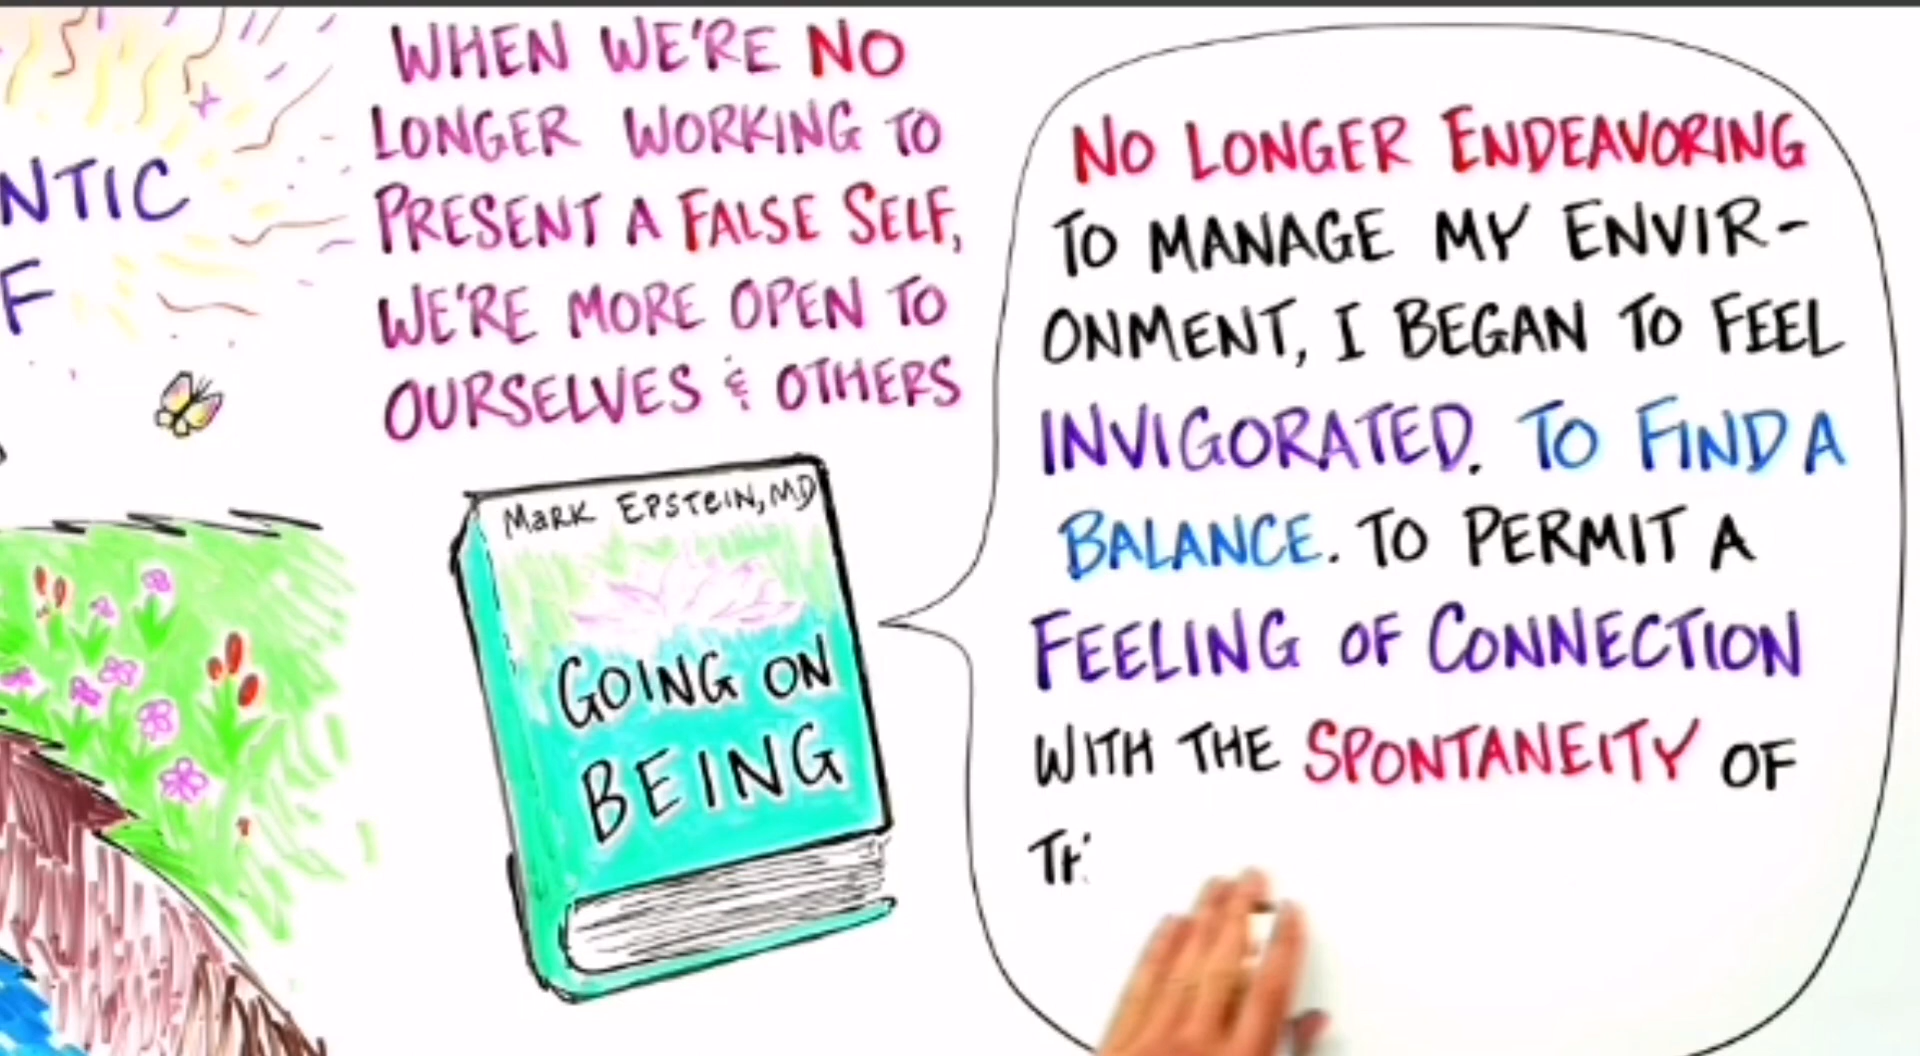 NTIC
F
WHEN WE'RE NO
LONGER WORKING TO
PRESENT A FALSE SELF,
WE'RE MORE OPEN TO
OURSELVES & OTHERS
MARK EPSTEIN, MD
GOING ON
BEING
NO LONGER ENDEAVORING
TO MANAGE MY ENVIR-
ONMENT, I BEGAN TO FEEL
INVIGORATED. TO FIND A
BALANCE. TO PERMIT A
FEELING OF CONNECTION
WITH THE SPONTANEITY OF